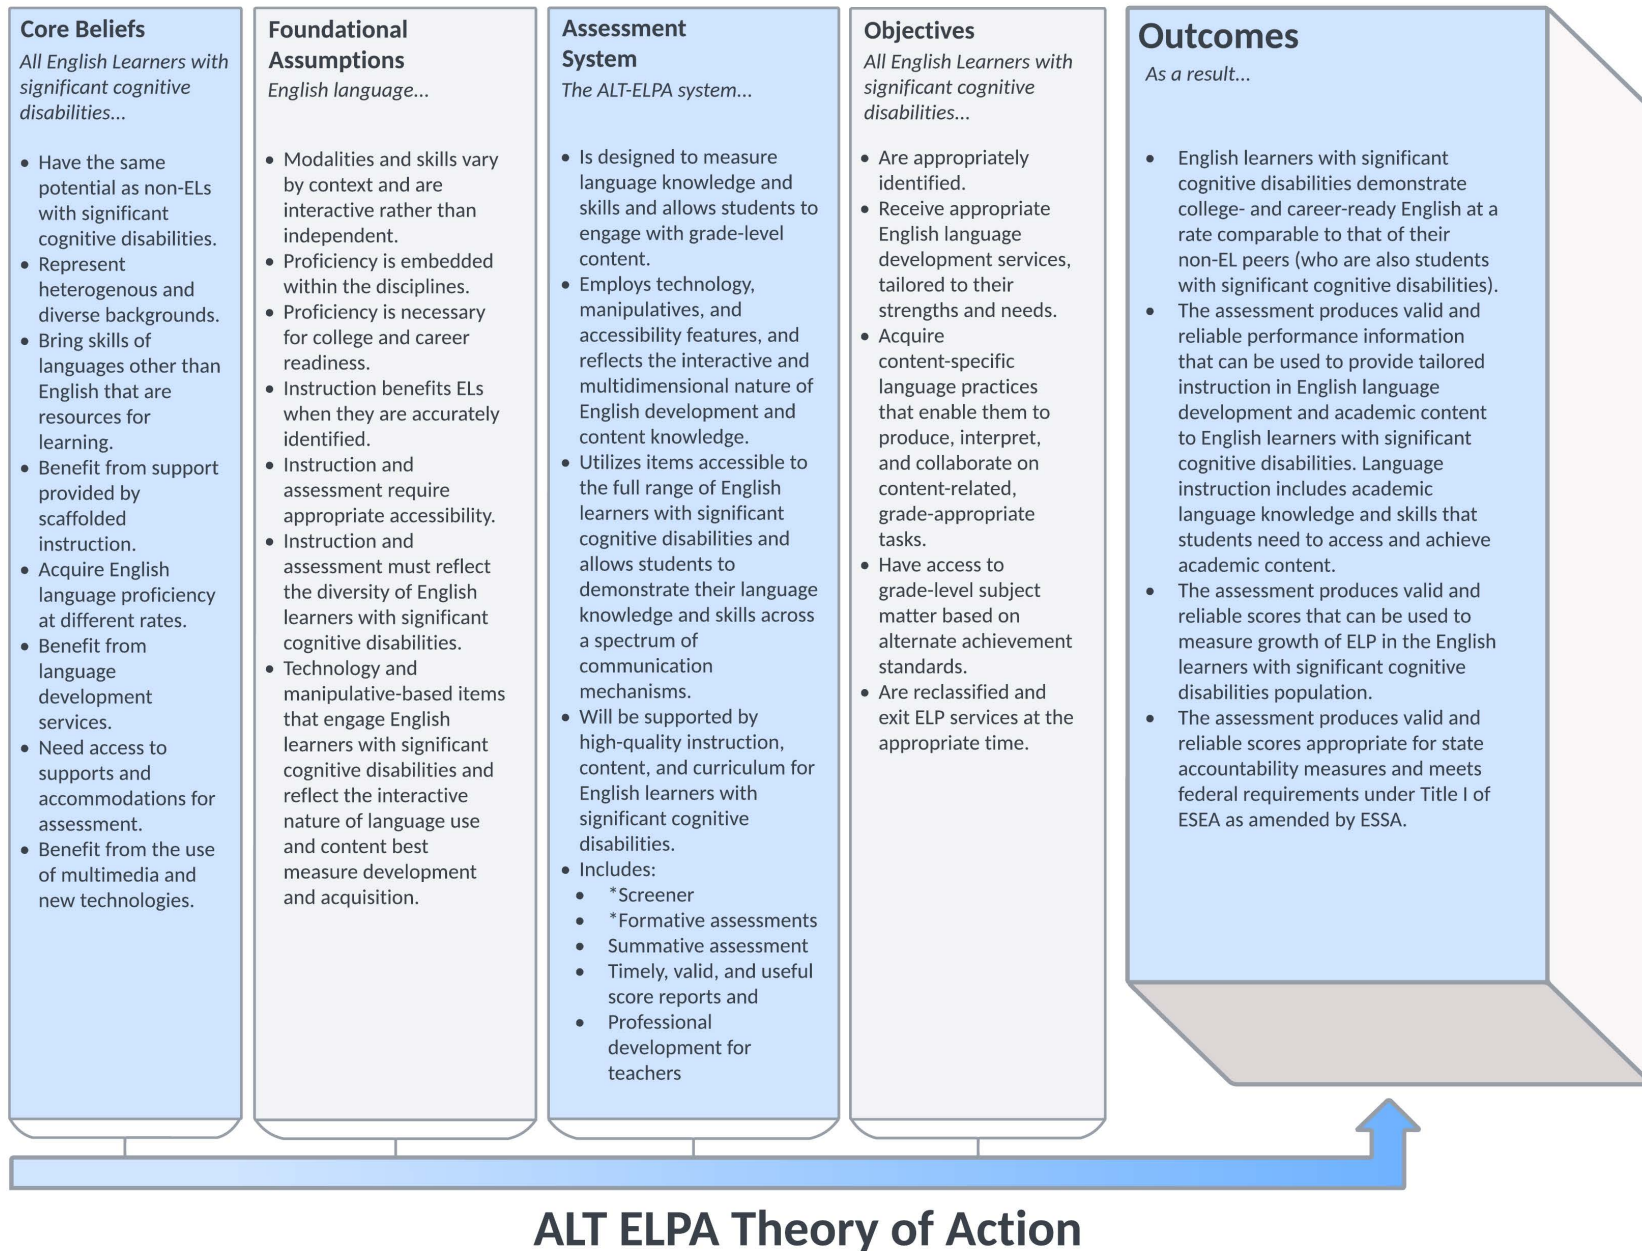 Core Beliefs
All English Learners with
significant cognitive
disabilities...
• Have the same
potential as non-ELs
with significant
cognitive disabilities.
• Represent
heterogenous and
diverse backgrounds.
• Bring skills of
languages other than
English that are
resources for
learning.
• Benefit from support
provided by
scaffolded
instruction.
• Acquire English
language proficiency
at different rates.
• Benefit from
language
development
services.
• Need access to
supports and
accommodations for
assessment.
• Benefit from the use
of multimedia and
new technologies.
Foundational
Assumptions
English language...
• Modalities and skills vary
by context and are
interactive rather than
independent.
• Proficiency is embedded
within the disciplines.
• Proficiency is necessary
for college and career
readiness.
• Instruction benefits ELs
when they are accurately
identified.
• Instruction and
assessment require
appropriate accessibility.
• Instruction and
assessment must reflect
the diversity of English
learners with significant
cognitive disabilities.
• Technology and
manipulative-based items
that engage English
learners with significant
cognitive disabilities and
reflect the interactive
nature of language use
and content best
measure development
and acquisition.
Assessment
System
The ALT-ELPA system...
• Is designed to measure
language knowledge and
skills and allows students to
engage with grade-level
content.
• Employs technology,
manipulatives, and
accessibility features, and
reflects the interactive and
multidimensional nature of
English development and
content knowledge.
• Utilizes items accessible to
the full range of English
learners with significant
cognitive disabilities and
allows students to
demonstrate their language
knowledge and skills across
a spectrum of
communication
mechanisms.
• Will be supported by
high-quality instruction,
content, and curriculum for
English learners with
significant cognitive
disabilities.
• Includes:
• *Screener
• *Formative assessments
• Summative assessment
• Timely, valid, and useful
score reports and
• Professional
development for
teachers
Objectives
All English Learners with
significant cognitive
disabilities...
• Are appropriately
identified.
• Receive appropriate
English language
development services,
tailored to their
strengths and needs.
• Acquire
content-specific
language practices
that enable them to
produce, interpret,
and collaborate on
content-related,
grade-appropriate
tasks.
• Have access to
grade-level subject
matter based on
alternate achievement
standards.
• Are reclassified and
exit ELP services at the
appropriate time.
Outcomes
As a result...
• English learners with significant
cognitive disabilities demonstrate
college- and career-ready English at a
rate comparable to that of their
non-EL peers (who are also students
with significant cognitive disabilities).
• The assessment produces valid and
reliable performance information
that can be used to provide tailored
instruction in English language
development and academic content
to English learners with significant
cognitive disabilities. Language
instruction includes academic
language knowledge and skills that
students need to access and achieve
academic content.
• The assessment produces valid and
reliable scores that can be used to
measure growth of ELP in the English
learners with significant cognitive
disabilities population.
• The assessment produces valid and
reliable scores appropriate for state
accountability measures and meets
federal requirements under Title I of
ESEA as amended by ESSA.
ALT ELPA Theory of Action